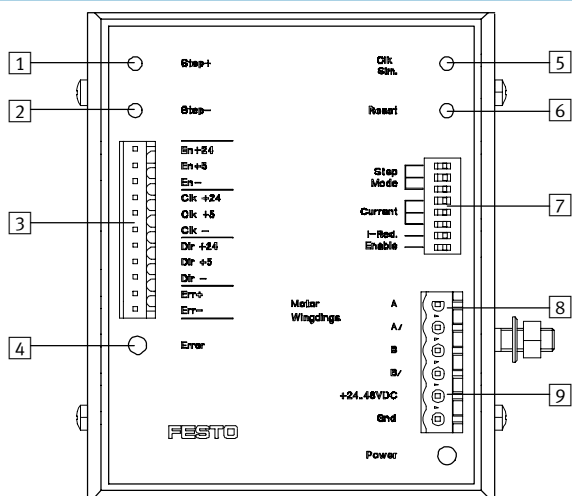 1
Step+
Clk
Sim.
5
2
Step-
Reset
6
En+24
En+5
En-
Clk +24
Clk +5
Clk -
Dir +24
Dir +5
Dir -
Err+
Err-
3
Step
Mode
Current
I-Red.
Enable
7
Motor
Wingdings
A
A/
B
B/
+24..48VDC
Gnd
8
9
4
Error
FESTO
Power